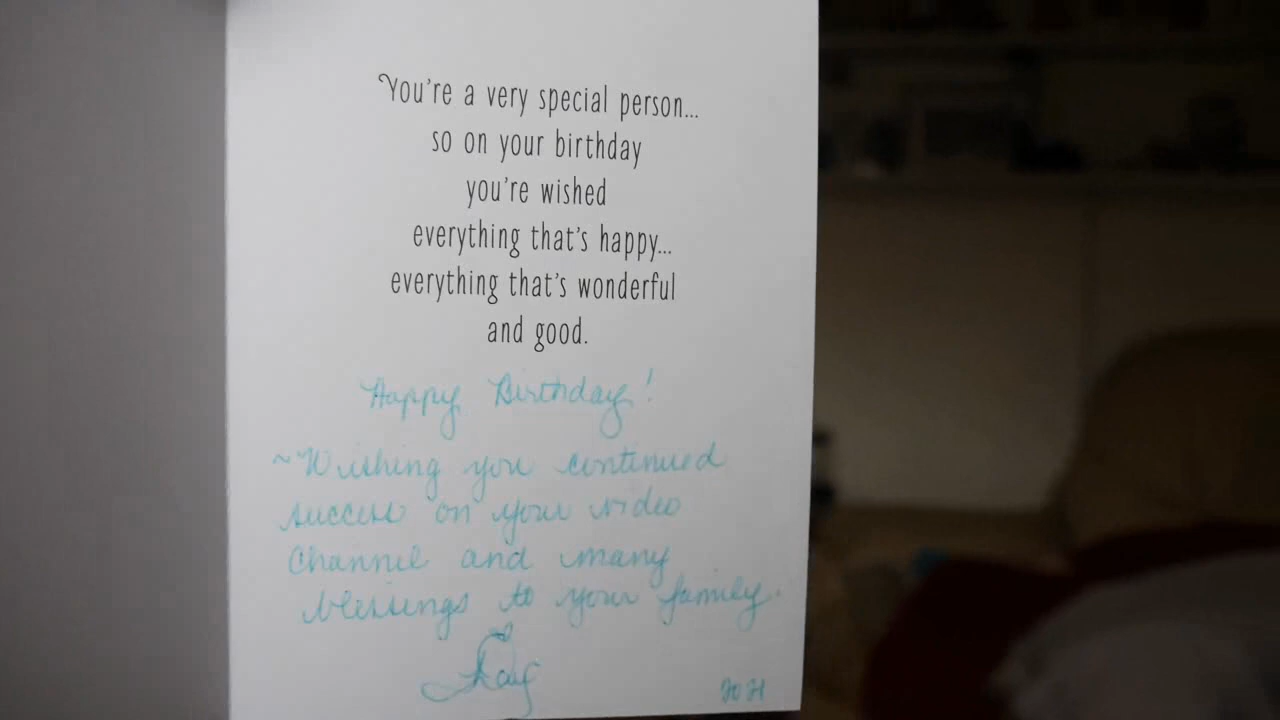 You're a very special person...
so on your birthday
you're wished
everything that's happy...
everything that's wonderful
and good.
Happy Birthday!
~Wishing you continued
success on your video
Channel and many
blessings to your family.